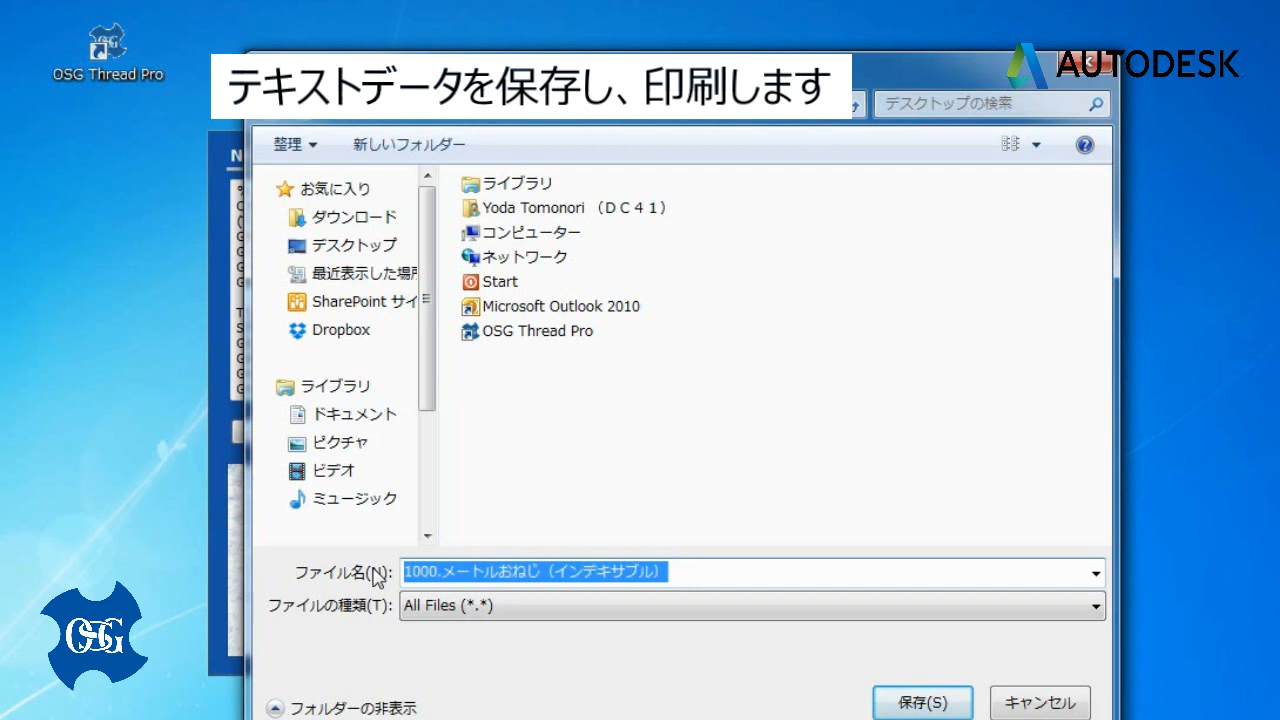 OSG Thread Pro
テキストデータを保存し、印刷します
AUTODESK
デスクトップの検索
整理
新しいフォルダー
お気に入り
ダウンロード
デスクトップ
最近表示した場所
SharePoint サイ
Dropbox
ライブラリ
ドキュメント
ピクチャ
ビデオ
ミュージック
ライブラリ
Yoda Tomonori （ＤＣ４１）
コンピューター
ネットワーク
Start
Microsoft Outlook 2010
OSG Thread Pro
ファイル名(N):
1000.メートルおねじ（インデキサブル）
ファイルの種類(T):
All Files (*.*)
OSG
フォルダーの非表示
保存(S)
キャンセル